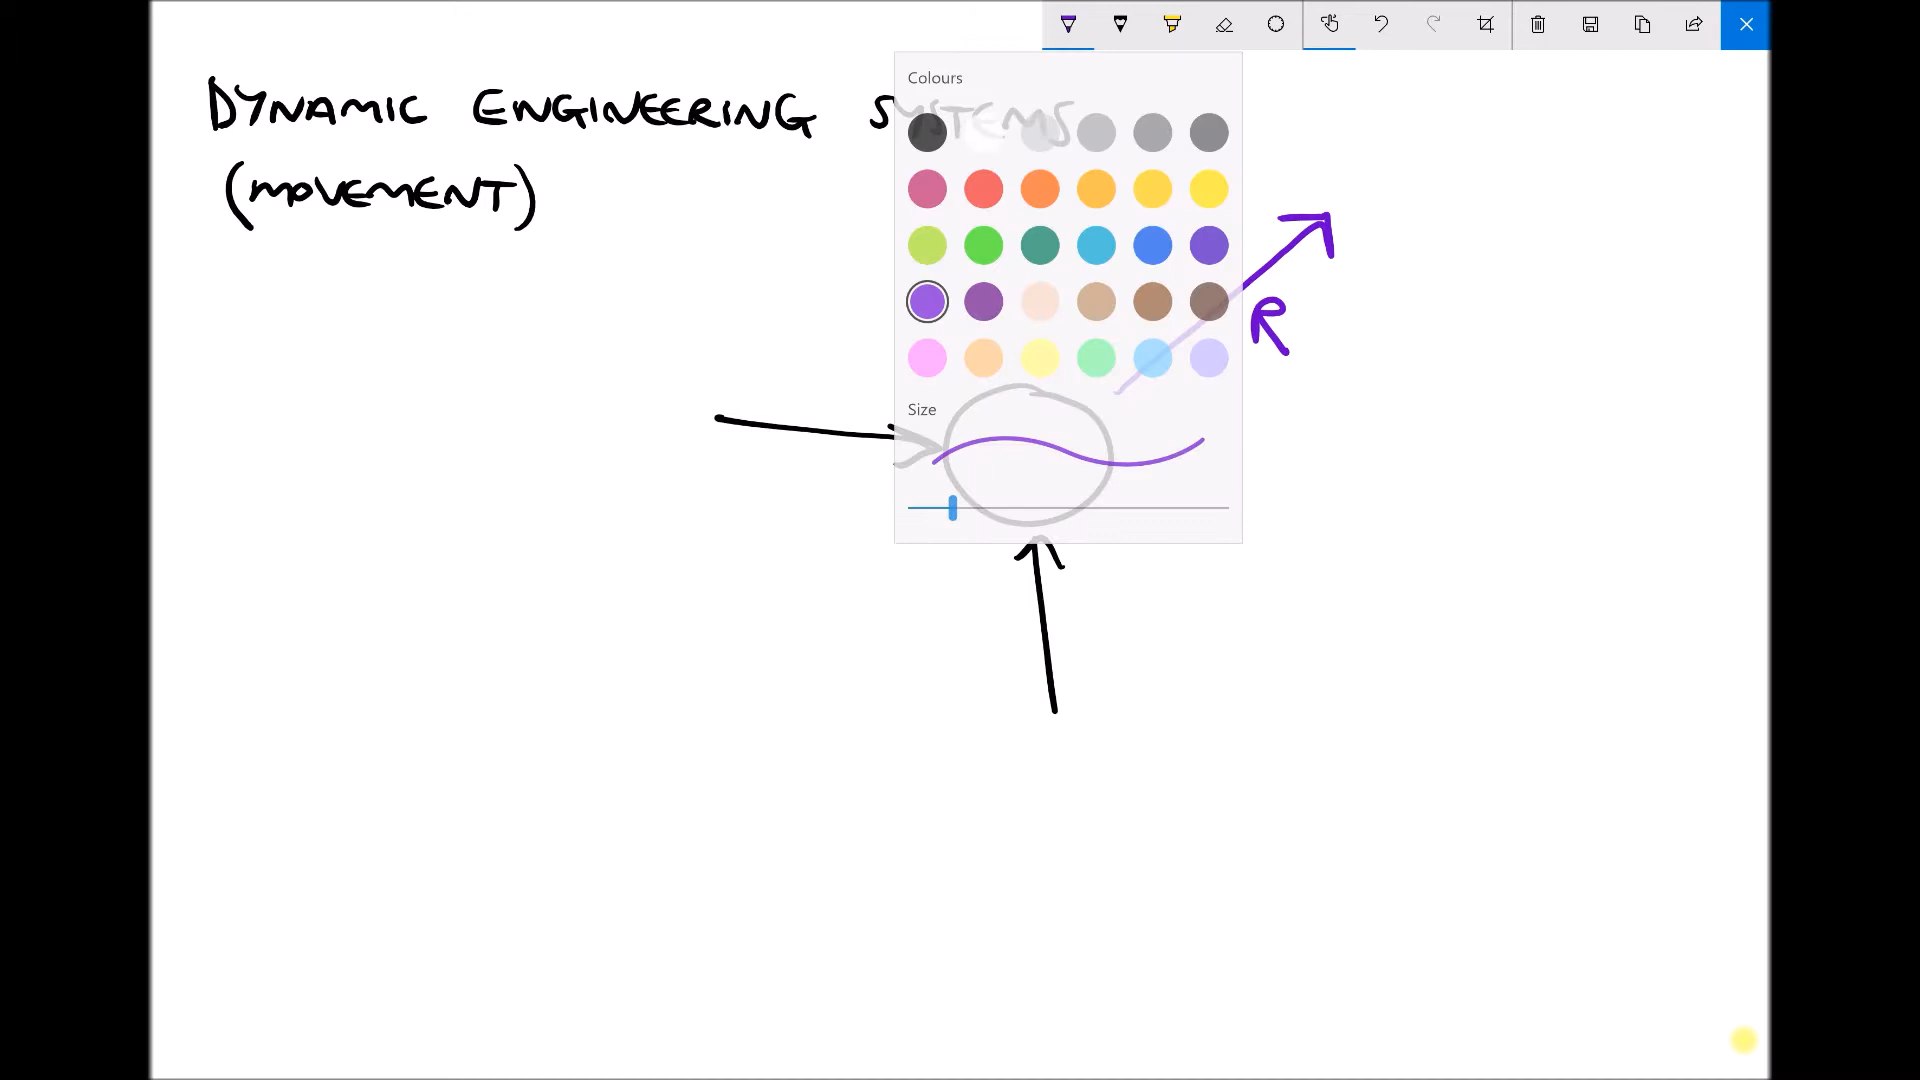 DYNAMIC ENGINEERING SYSTEMS
(MOVEMENT)
Colours
R
Size